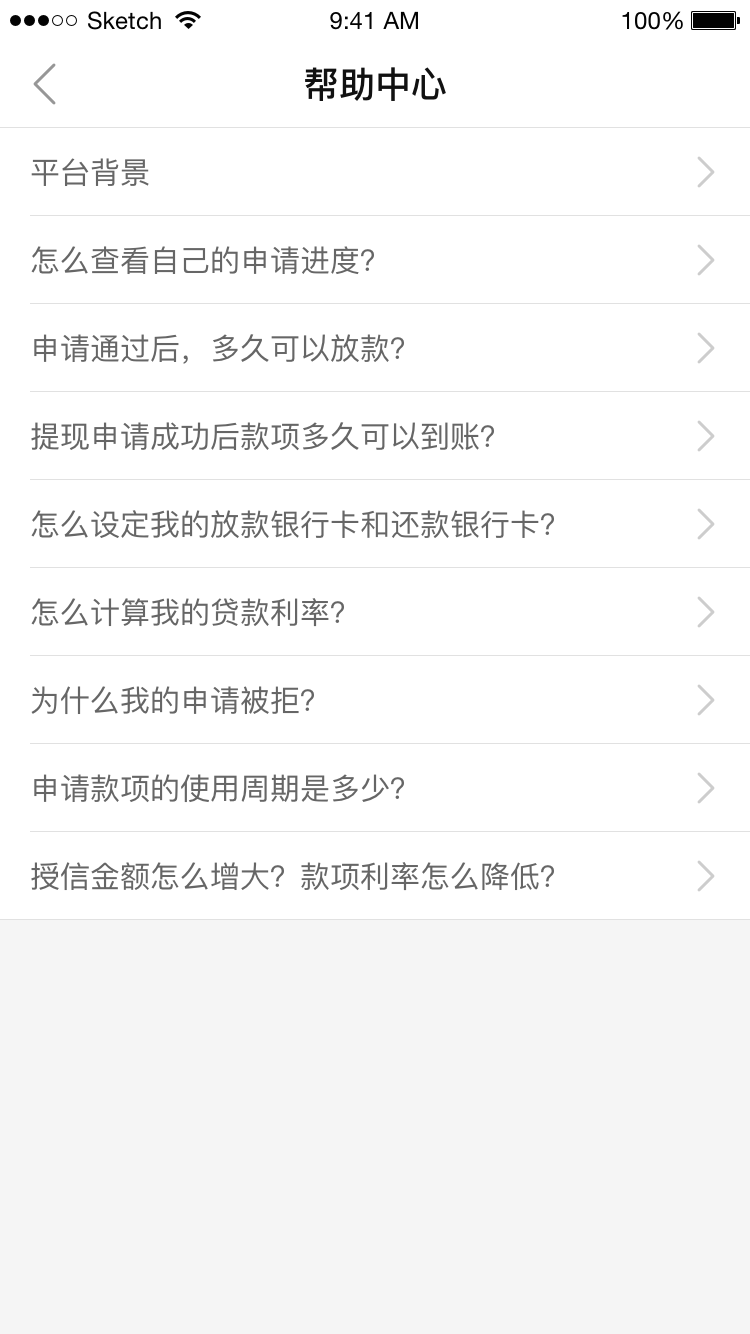 Sketch 9:41 AM 100%
帮助中心
平台背景
怎么查看自己的申请进度？
申请通过后，多久可以放款？
提现申请成功后款项多久可以到账？
怎么设定我的放款银行卡和还款银行卡？
怎么计算我的贷款利率？
为什么我的申请被拒？
申请款项的使用周期是多少？
授信金额怎么增大？款项利率怎么降低？